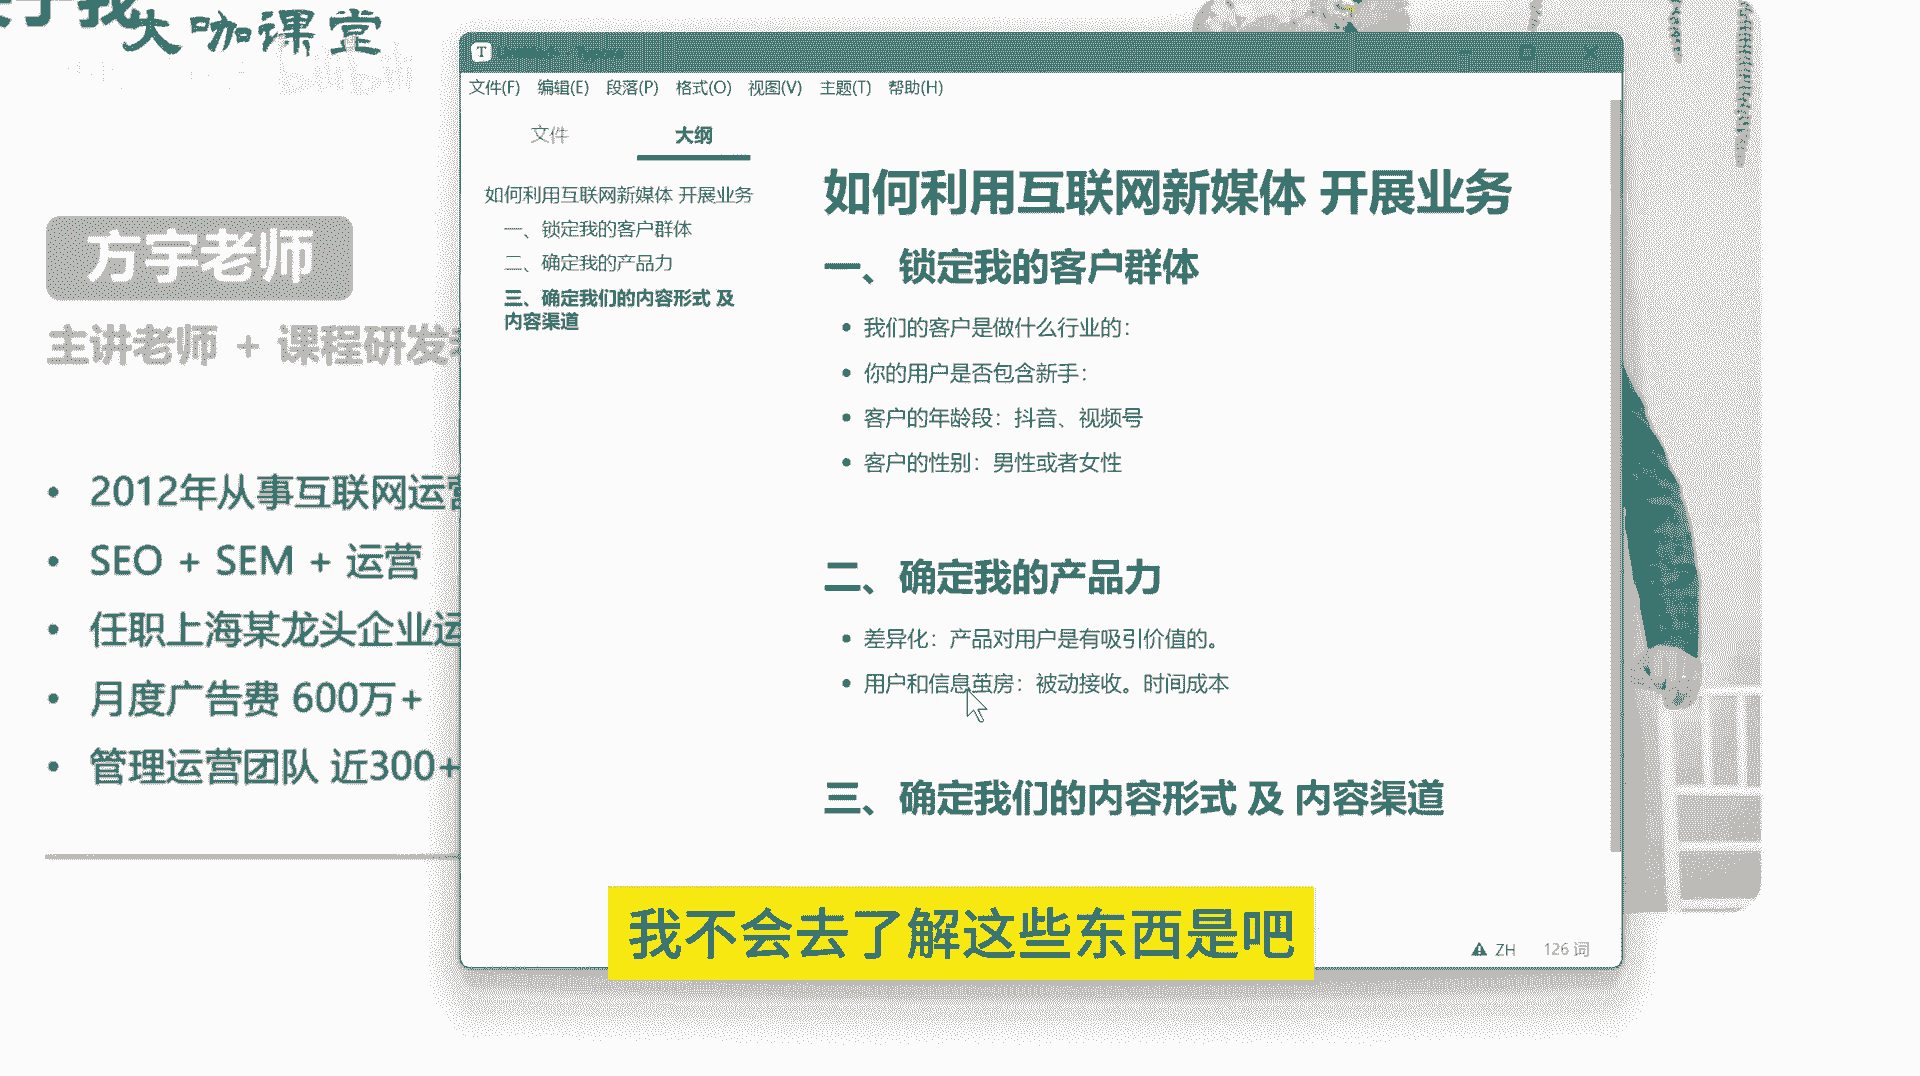 大咖课堂
bilibili
方宇老师
主讲老师 + 课程研发
2012年从事互联网运营
SEO + SEM + 运营
任职上海某龙头企业运
月度广告费 600万+
管理运营团队 近300+
T
文件(F) 编辑(E) 段落(P) 格式(O) 视图(V) 主题(T) 帮助(H)
文件 大纲
如何利用互联网新媒体 开展业务
一、锁定我的客户群体
二、确定我的产品力
三、确定我们的内容形式 及
内容渠道
如何利用互联网新媒体 开展业务
一、锁定我的客户群体
我们的客户是做什么行业的：
你的用户是否包含新手：
客户的年龄段：抖音、视频号
客户的性别：男性或者女性
二、确定我的产品力
差异化：产品对用户是有吸引价值的。
用户和信息茧房：被动接收。时间成本
三、确定我们的内容形式 及 内容渠道
ZH 126 词
我不会去了解这些东西是吧